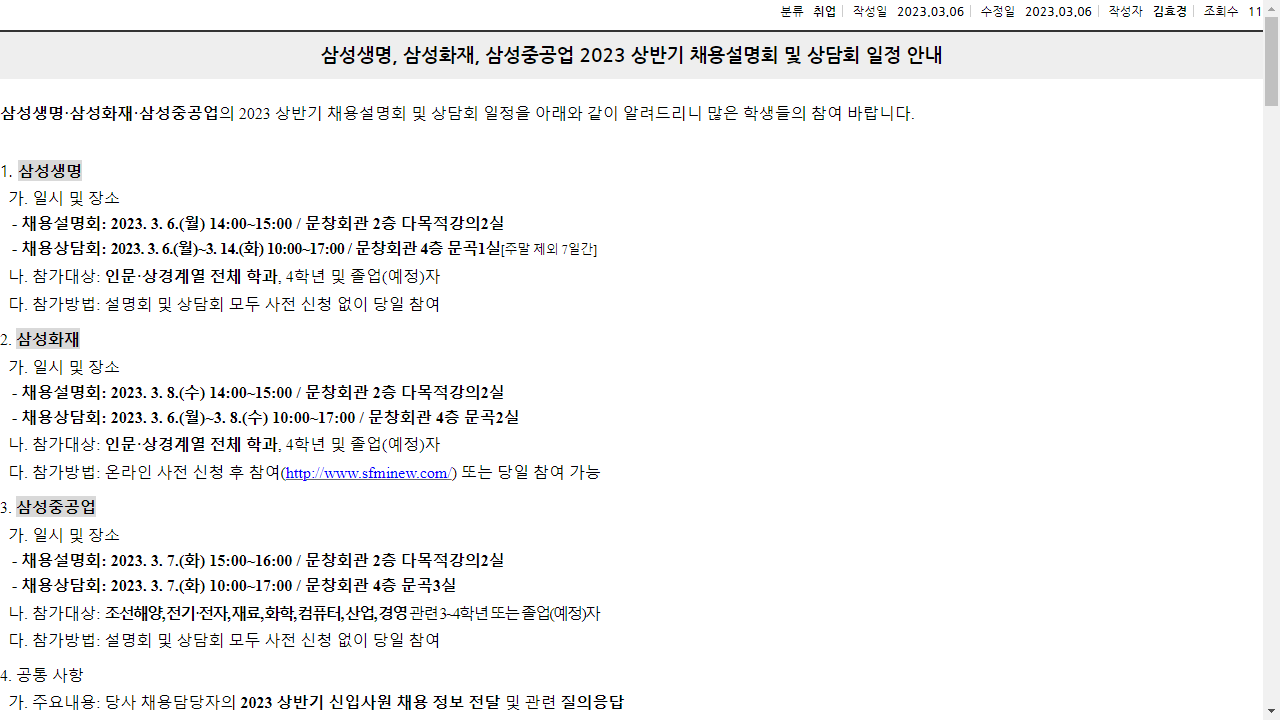 분류 취업 작성일 2023.03.06 수정일 2023.03.06 작성자 김효경 조회수 11
삼성생명, 삼성화재, 삼성중공업 2023 상반기 채용설명회 및 상담회 일정 안내
삼성생명·삼성화재·삼성중공업의 2023 상반기 채용설명회 및 상담회 일정을 아래와 같이 알려드리니 많은 학생들의 참여 바랍니다.
1. 삼성생명
가. 일시 및 장소
- 채용설명회: 2023. 3. 6.(월) 14:00~15:00 / 문창회관 2층 다목적강의2실
- 채용상담회: 2023. 3. 6.(월)~3. 14.(화) 10:00~17:00 / 문창회관 4층 문곡1실[주말 제외 7일간]
나. 참가대상: 인문·상경계열 전체 학과, 4학년 및 졸업(예정)자
다. 참가방법: 설명회 및 상담회 모두 사전 신청 없이 당일 참여
2. 삼성화재
가. 일시 및 장소
- 채용설명회: 2023. 3. 8.(수) 14:00~15:00 / 문창회관 2층 다목적강의2실
- 채용상담회: 2023. 3. 6.(월)~3. 8.(수) 10:00~17:00 / 문창회관 4층 문곡2실
나. 참가대상: 인문·상경계열 전체 학과, 4학년 및 졸업(예정)자
다. 참가방법: 온라인 사전 신청 후 참여(http://www.sfminew.com/) 또는 당일 참여 가능
3. 삼성중공업
가. 일시 및 장소
- 채용설명회: 2023. 3. 7.(화) 15:00~16:00 / 문창회관 2층 다목적강의2실
- 채용상담회: 2023. 3. 7.(화) 10:00~17:00 / 문창회관 4층 문곡3실
나. 참가대상: 조선해양,전기·전자,재료,화학,컴퓨터,산업,경영 관련 3~4학년 또는 졸업(예정)자
다. 참가방법: 설명회 및 상담회 모두 사전 신청 없이 당일 참여
4. 공통 사항
가. 주요내용: 당사 채용담당자의 2023 상반기 신입사원 채용 정보 전달 및 관련 질의응답